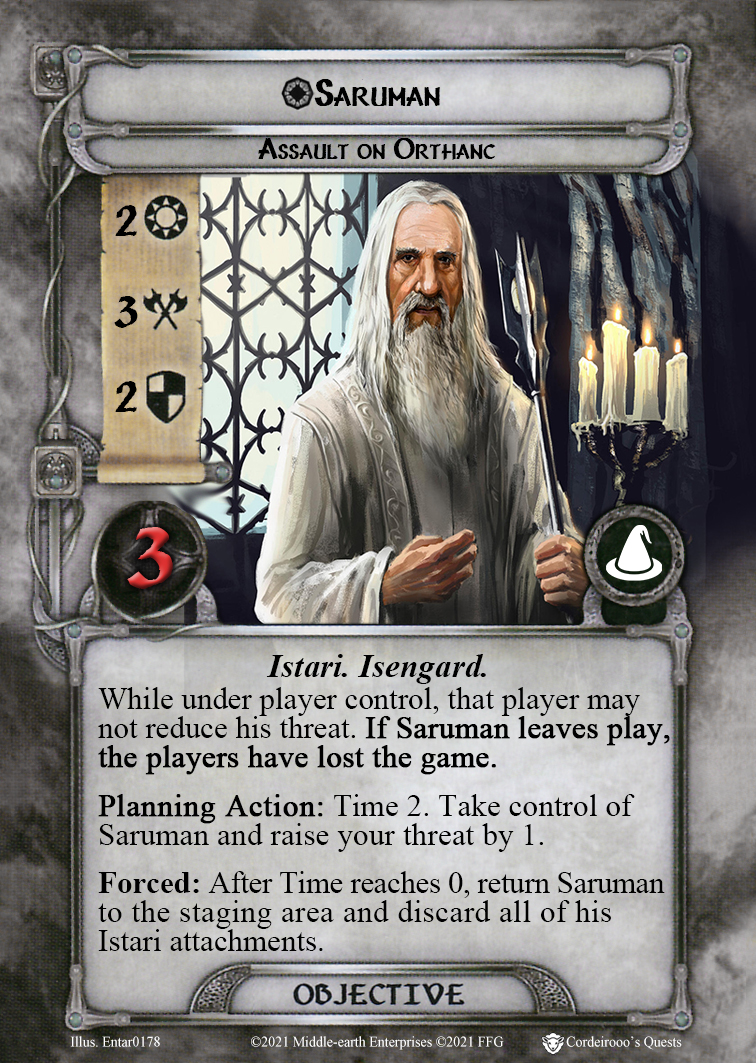 Saruman
Assault on Orthanc
2
3
2
3
Istari. Isengard.
While under player control, that player may
not reduce his threat. If Saruman leaves play,
the players have lost the game.
Planning Action: Time 2. Take control of
Saruman and raise your threat by 1.
Forced: After Time reaches 0, return Saruman
to the staging area and discard all of his
Istari attachments.
OBJECTIVE
Illus. Entar0178 ©2021 Middle-earth Enterprises ©2021 FFG Cordeirooo's Quests